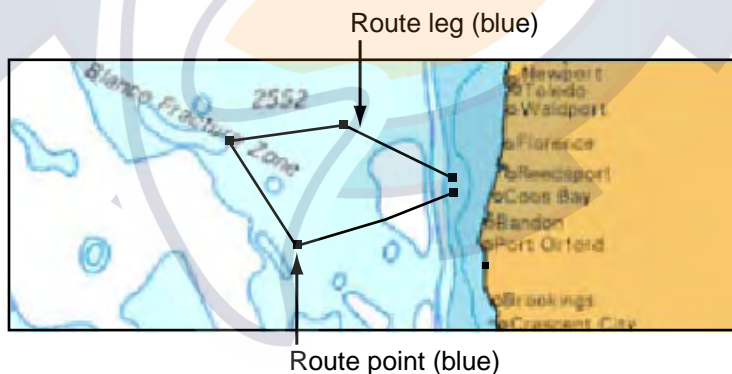 Route leg (blue)
Newport
Toledo
Waldport
2552
Blanco Fracture Zone
Florence
Reedsport
Coos Bay
Bandon
Port Orford
Brookings
Crescent City
Route point (blue)